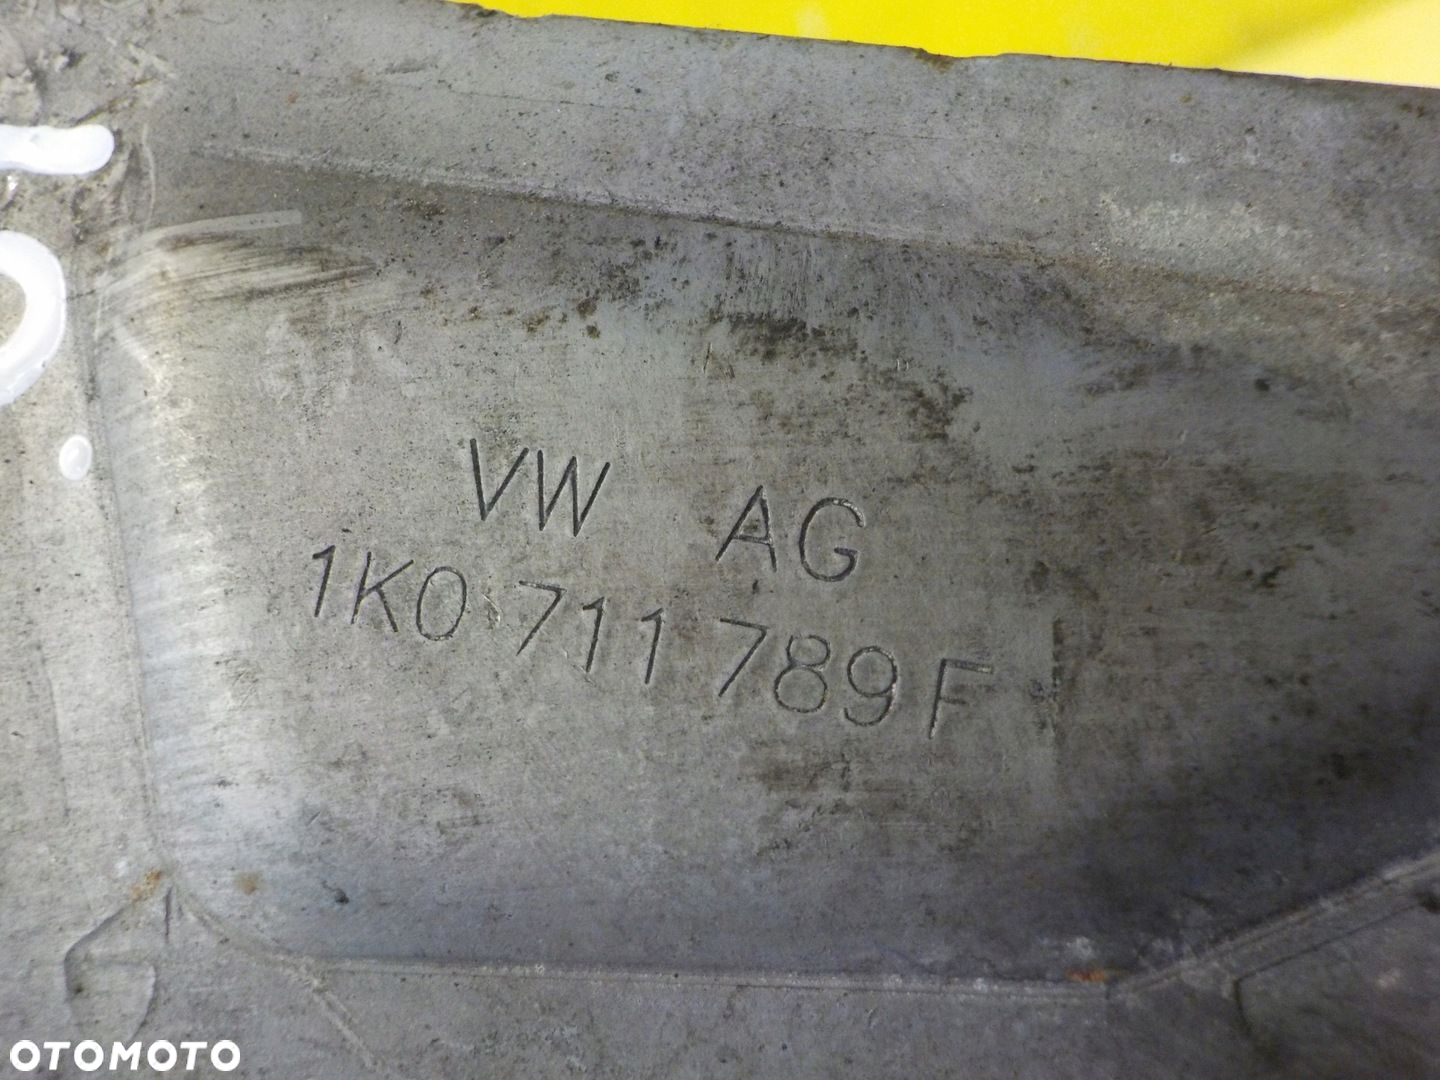 VW AG
1K0 711 789 F
OTOMOTO